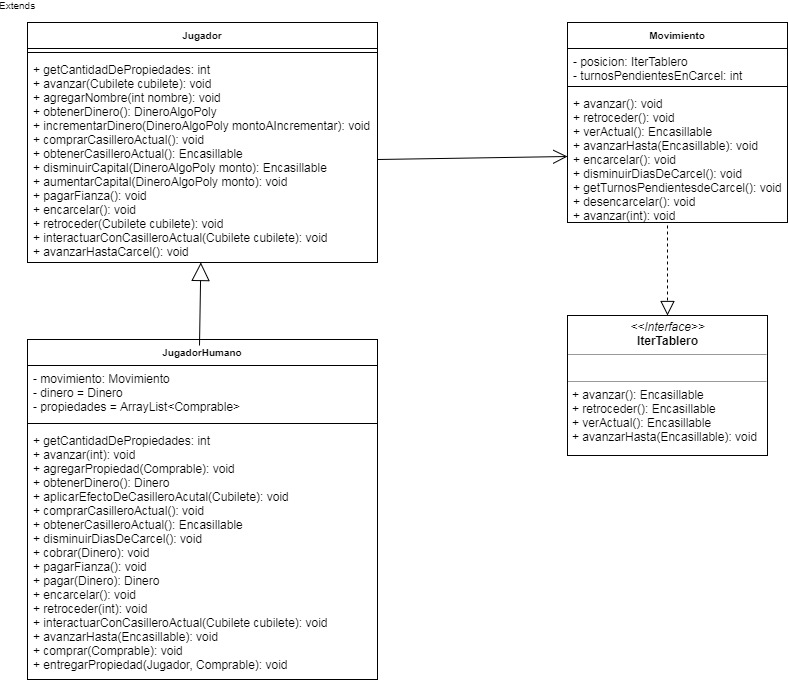 Extends
Jugador
+ getCantidadDePropiedades: int
+ avanzar(Cubilete cubilete): void
+ agregarNombre(int nombre): void
+ obtenerDinero(): DineroAlgoPoly
+ incrementarDinero(DineroAlgoPoly montoAIncrementar): void
+ comprarCasilleroActual(): void
+ obtenerCasilleroActual(): Encasillable
+ disminuirCapital(DineroAlgoPoly monto): Encasillable
+ aumentarCapital(DineroAlgoPoly monto): void
+ pagarFianza(): void
+ encarcelar(): void
+ retroceder(Cubilete cubilete): void
+ interactuarConCasilleroActual(Cubilete cubilete): void
+ avanzarHastaCarcel(): void
Movimiento
- posicion: IterTablero
- turnosPendientesEnCarcel: int
+ avanzar(): void
+ retroceder(): void
+ verActual(): Encasillable
+ avanzarHasta(Encasillable): void
+ encarcelar(): void
+ disminuirDiasDeCarcel(): void
+ getTurnosPendientesdeCarcel(): void
+ desencarcelar(): void
+ avanzar(int): void
<<Interface>>
IterTablero
+ avanzar(): Encasillable
+ retroceder(): Encasillable
+ verActual(): Encasillable
+ avanzarHasta(Encasillable): void
JugadorHumano
- movimiento: Movimiento
- dinero = Dinero
- propiedades = ArrayList<Comprable>
+ getCantidadDePropiedades: int
+ avanzar(int): void
+ agregarPropiedad(Comprable): void
+ obtenerDinero(): Dinero
+ aplicarEfectoDeCasilleroAcutal(Cubilete): void
+ comprarCasilleroActual(): void
+ obtenerCasilleroActual(): Encasillable
+ disminuirDiasDeCarcel(): void
+ cobrar(Dinero): void
+ pagarFianza(): void
+ pagar(Dinero): Dinero
+ encarcelar(): void
+ retroceder(int): void
+ interactuarConCasilleroActual(Cubilete cubilete): void
+ avanzarHasta(Encasillable): void
+ comprar(Comprable): void
+ entregarPropiedad(Jugador, Comprable): void